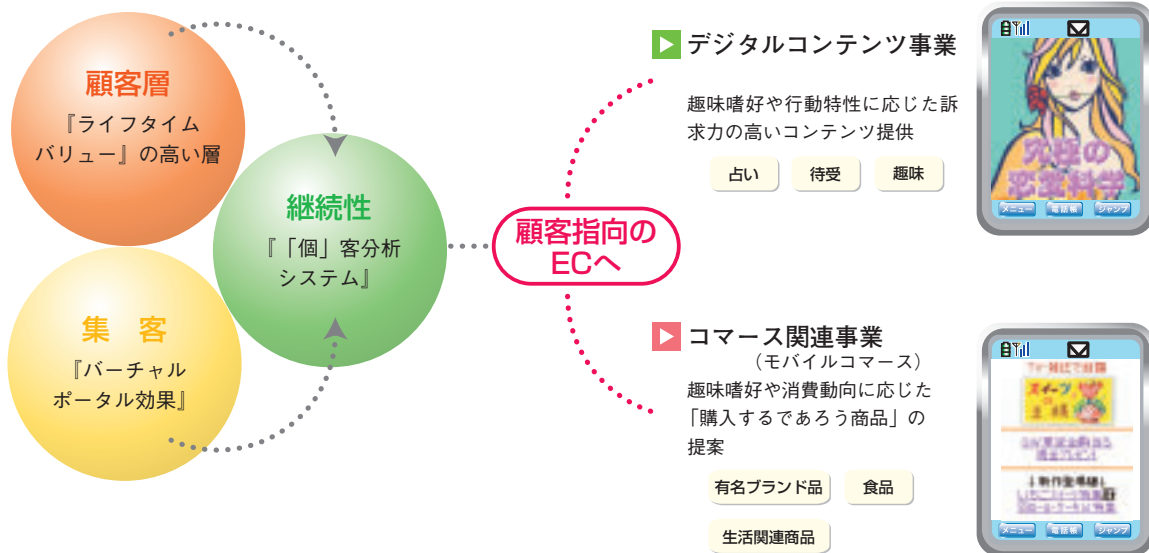 顧客層
『ライフタイム
バリュー』の高い層
継続性
『「個」客分析
システム』
集 客
『バーチャル
ポータル効果』
顧客指向の
ECへ
デジタルコンテンツ事業
趣味嗜好や行動特性に応じた訴
求力の高いコンテンツ提供
占い 待受 趣味
究極の
恋愛科学
メニュー 電話帳 ジャンプ
コマース関連事業
（モバイルコマース）
趣味嗜好や消費動向に応じた
「購入するであろう商品」の
提案
有名ブランド品 食品
生活関連商品
スイーツ
メニュー 電話帳 ジャンプ